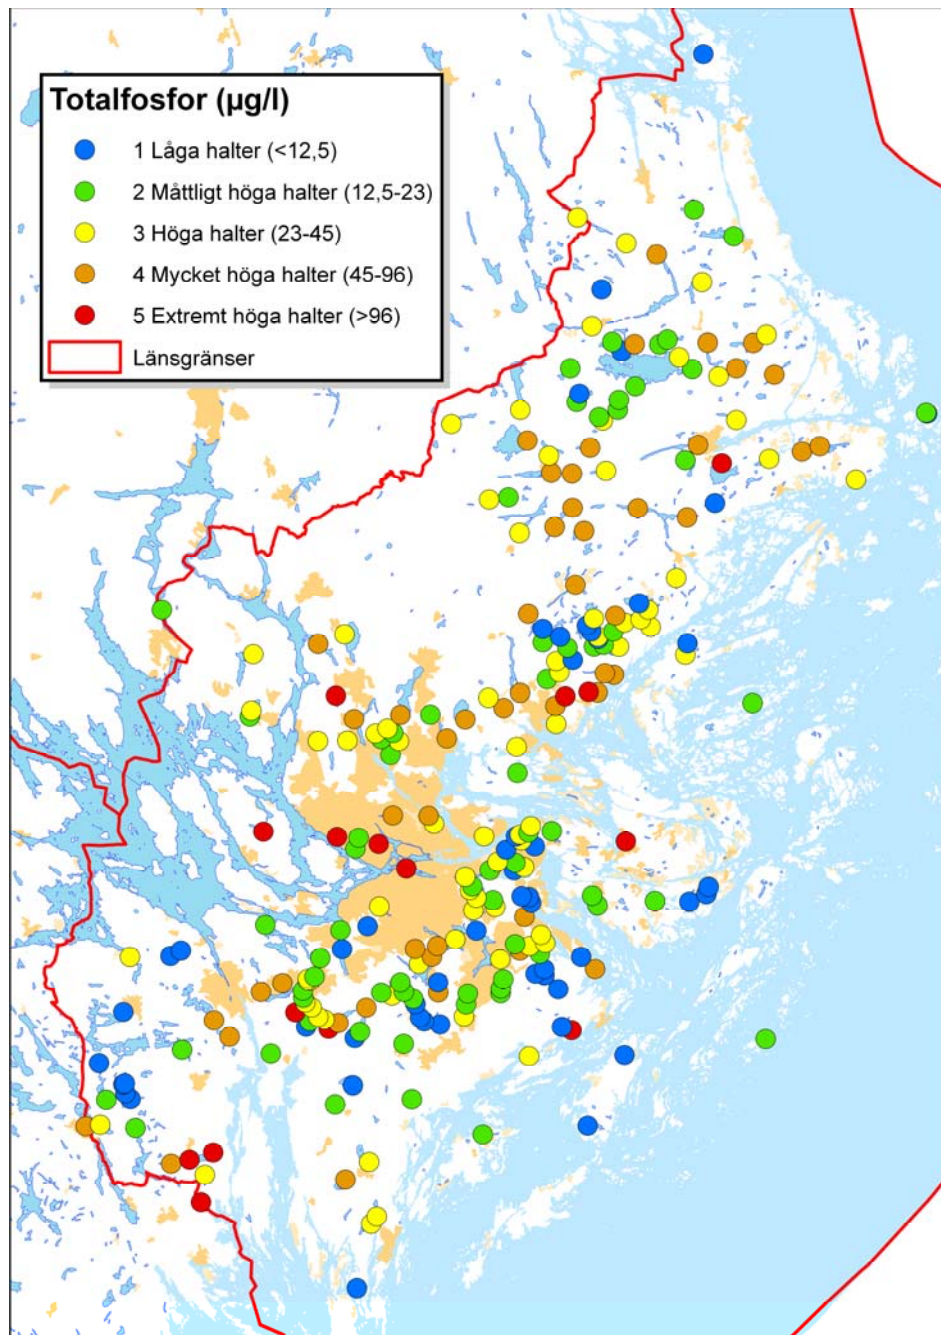 Totalfosfor (µg/l)
1 Låga halter (<12,5)
2 Måttligt höga halter (12,5-23)
3 Höga halter (23-45)
4 Mycket höga halter (45-96)
5 Extremt höga halter (>96)
Länsgränser